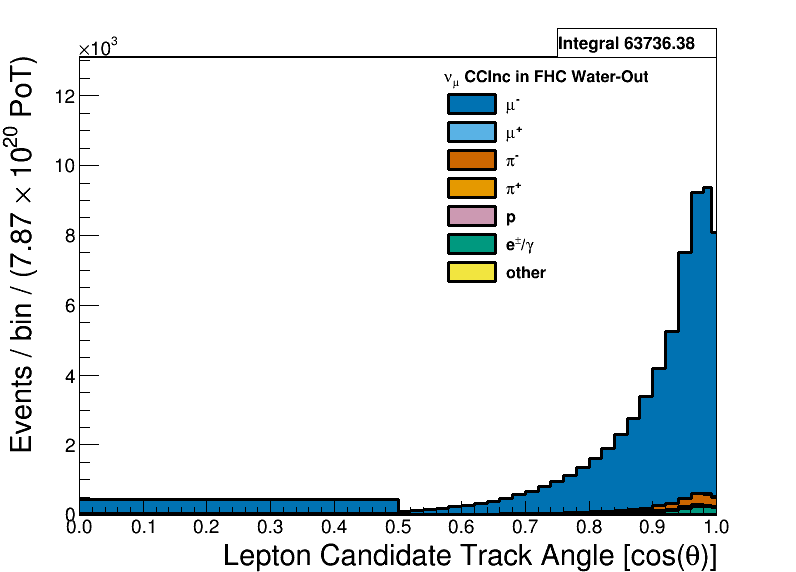 Integral 63736.38
×10³
ν_μ CCInc in FHC Water-Out
μ⁻
μ⁺
π⁻
π⁺
p
e^±/γ
other
Events / bin / (7.87 × 10²⁰ PoT)
12
10
8
6
4
2
0
0.0 0.1 0.2 0.3 0.4 0.5 0.6 0.7 0.8 0.9 1.0
Lepton Candidate Track Angle [cos(θ)]